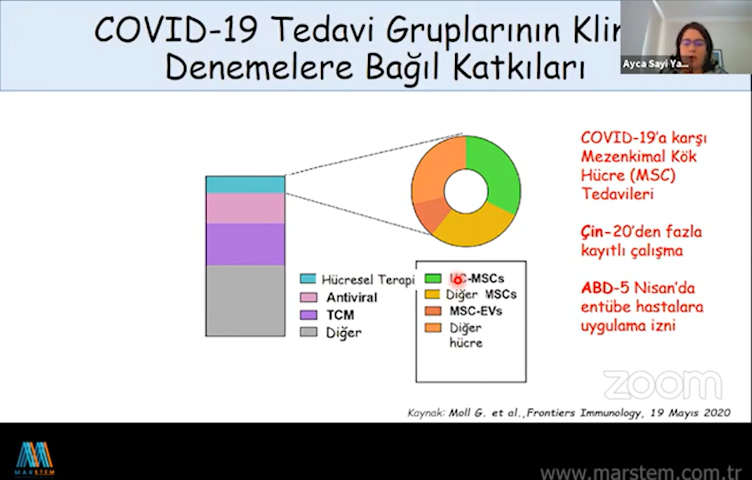 COVID-19 Tedavi Gruplarının Klin
Denemelere Bağıl Katkıları
Ayca Sayi Ya...
COVID-19'a karşı
Mezenkimal Kök
Hücre (MSC)
Tedavileri
Çin-20'den fazla
kayıtlı çalışma
ABD-5 Nisan'da
entübe hastalara
uygulama izni
Hücresel Terapi
Antiviral
TCM
Diğer
-MSCs
Diğer MSCs
MSC-EVs
Diğer
hücre
zoom
Kaynak: Moll G. et al.,Frontiers Immunology, 19 Mayıs 2020
MARSTEM
www.marstem.com.tr